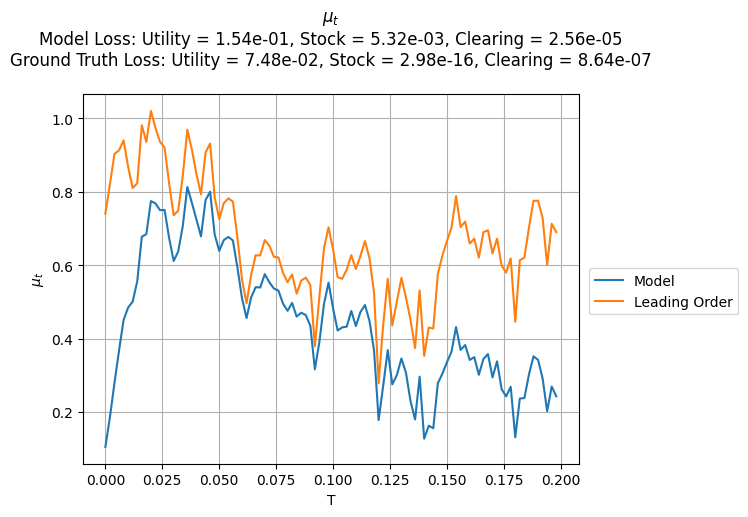 μt
Model Loss: Utility = 1.54e-01, Stock = 5.32e-03, Clearing = 2.56e-05
Ground Truth Loss: Utility = 7.48e-02, Stock = 2.98e-16, Clearing = 8.64e-07
1.0
0.8
0.6
0.4
0.2
μt
0.000 0.025 0.050 0.075 0.100 0.125 0.150 0.175 0.200
T
Model
Leading Order